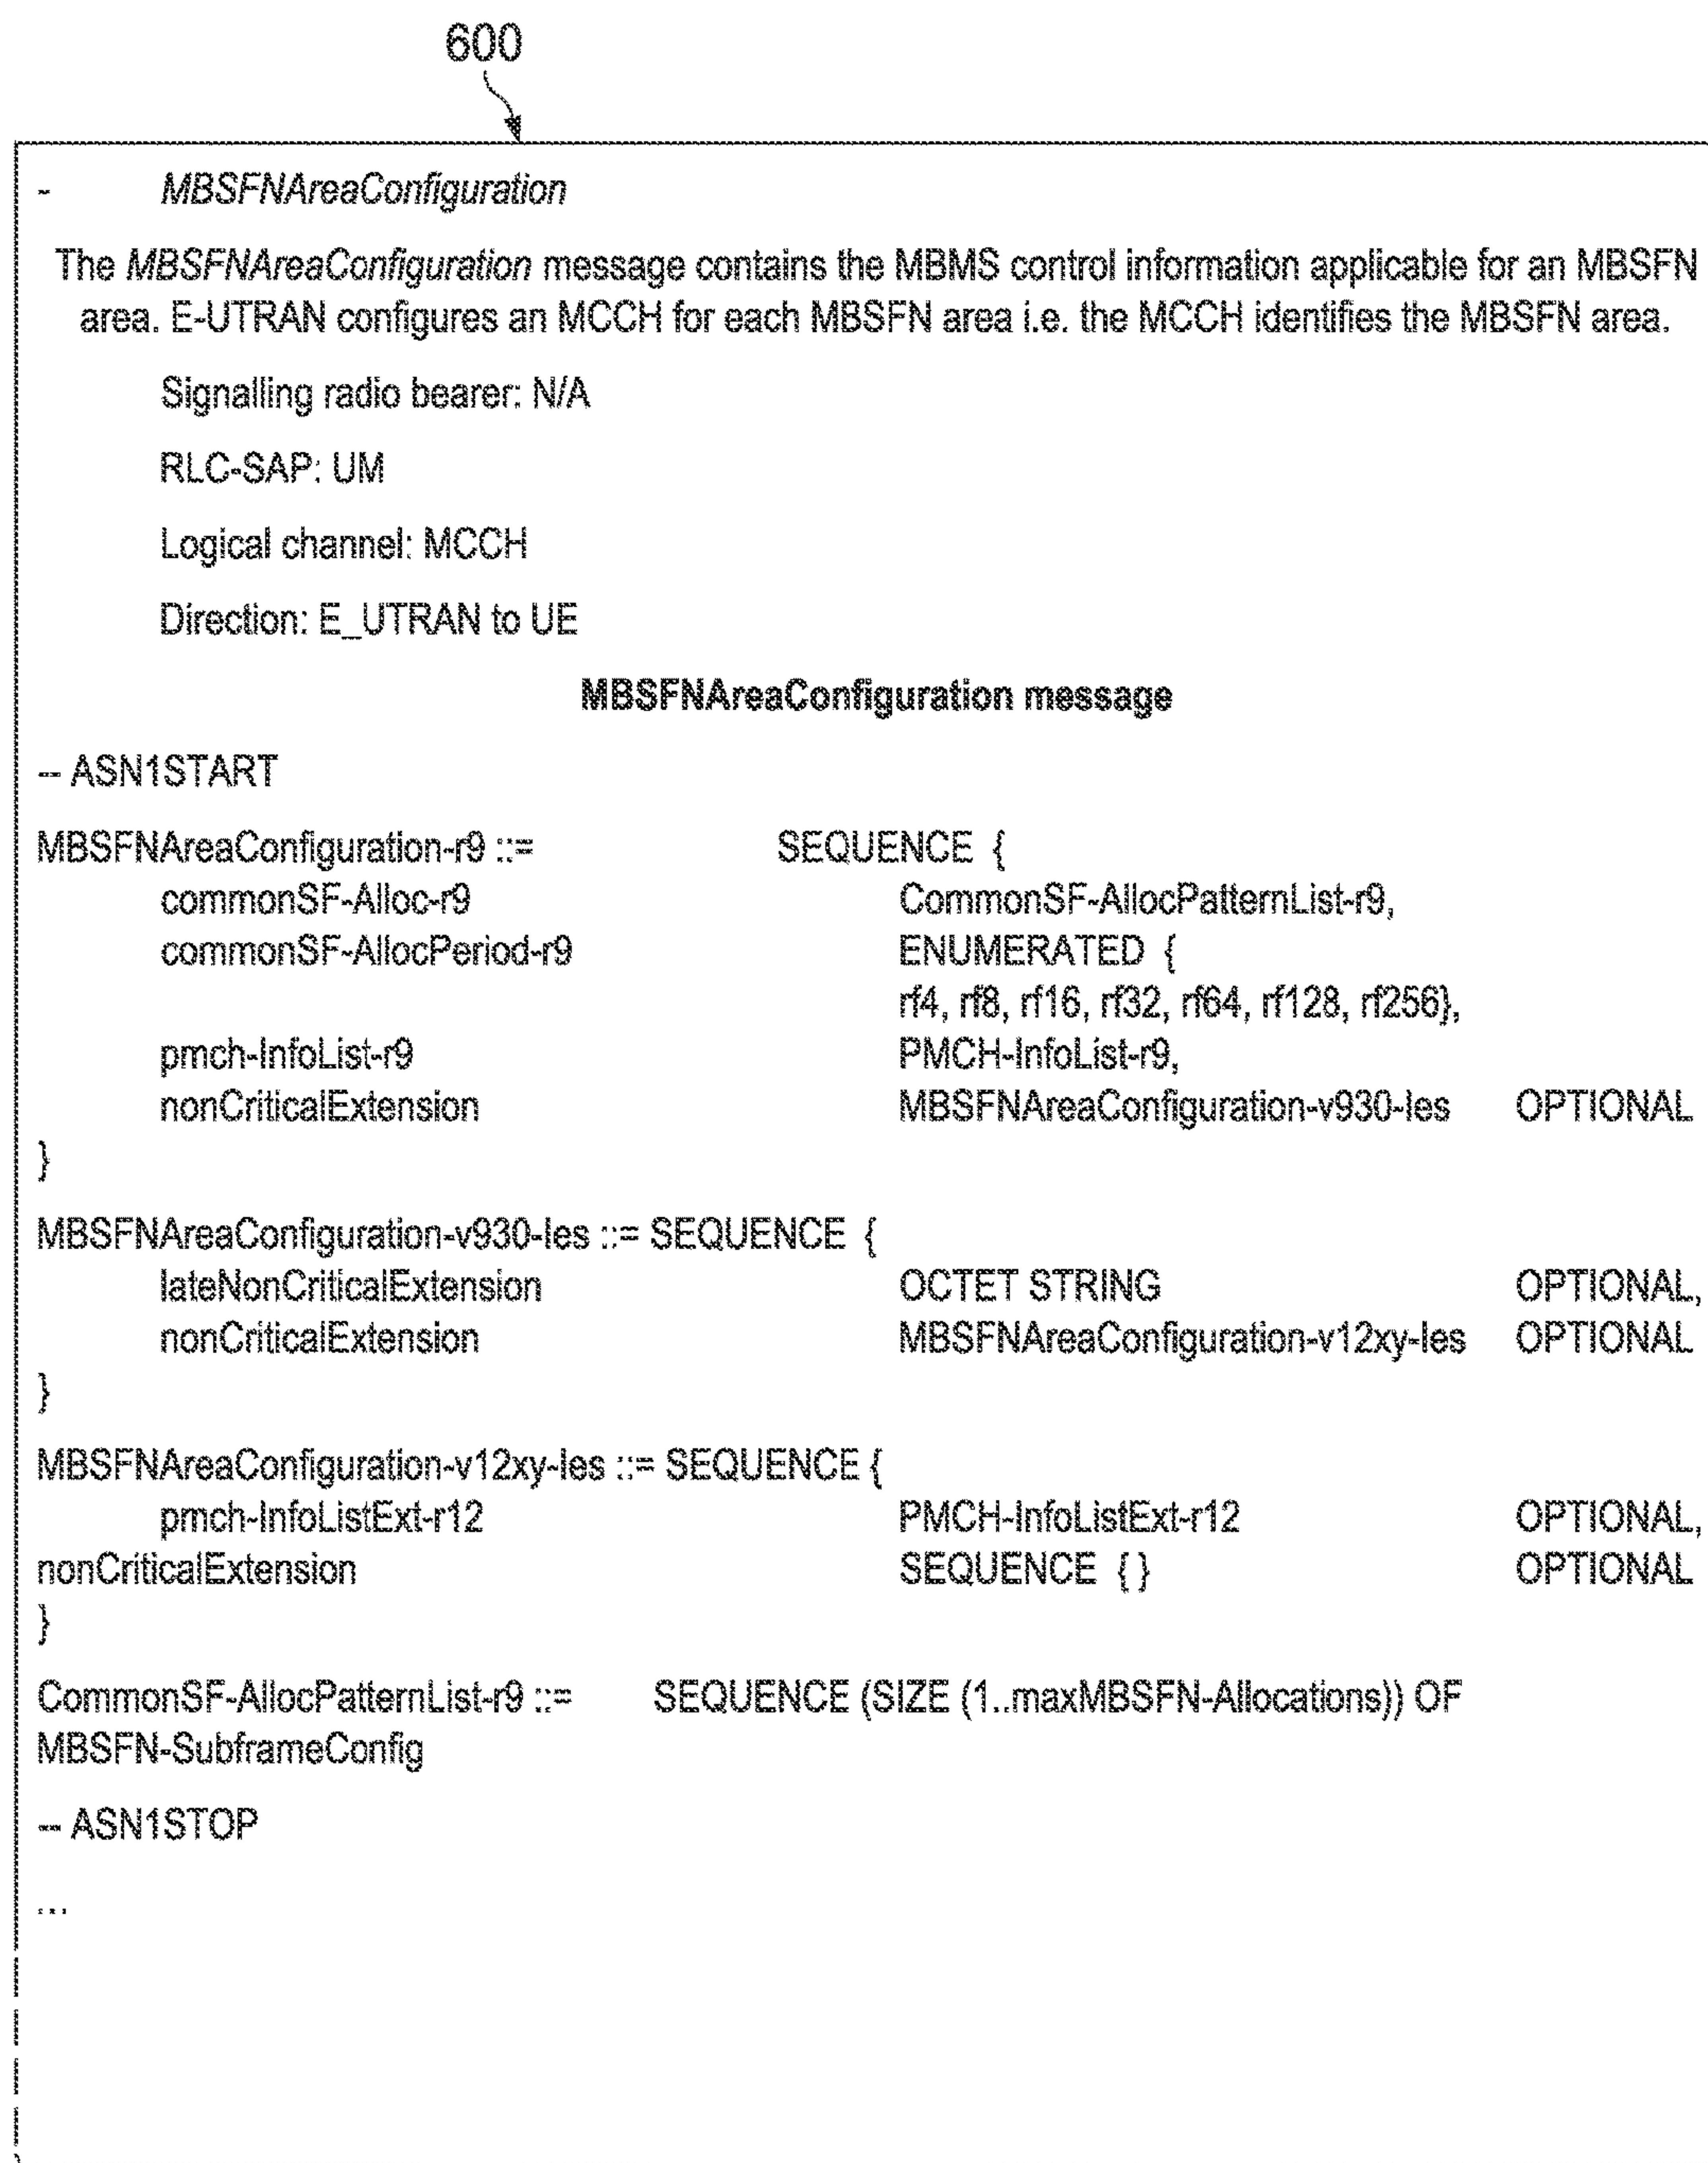 600
- MBSFNAreaConfiguration
The MBSFNAreaConfiguration message contains the MBMS control information applicable for an MBSFN
area. E-UTRAN configures an MCCH for each MBSFN area i.e. the MCCH identifies the MBSFN area.
Signalling radio bearer: N/A
RLC-SAP: UM
Logical channel: MCCH
Direction: E_UTRAN to UE
MBSFNAreaConfiguration message
-- ASN1START
MBSFNAreaConfiguration-r9 ::= SEQUENCE {
commonSF-Alloc-r9 CommonSF-AllocPatternList-r9,
commonSF-AllocPeriod-r9 ENUMERATED {
rf4, rf8, rf16, rf32, rf64, rf128, rf256},
pmch-InfoList-r9 PMCH-InfoList-r9,
nonCriticalExtension MBSFNAreaConfiguration-v930-Ies OPTIONAL
}
MBSFNAreaConfiguration-v930-Ies ::= SEQUENCE {
lateNonCriticalExtension OCTET STRING OPTIONAL,
nonCriticalExtension MBSFNAreaConfiguration-v12xy-Ies OPTIONAL
}
MBSFNAreaConfiguration-v12xy-Ies ::= SEQUENCE {
pmch-InfoListExt-r12 PMCH-InfoListExt-r12 OPTIONAL,
nonCriticalExtension SEQUENCE { } OPTIONAL
}
CommonSF-AllocPatternList-r9 ::= SEQUENCE (SIZE (1..maxMBSFN-Allocations)) OF
MBSFN-SubframeConfig
-- ASN1STOP
...